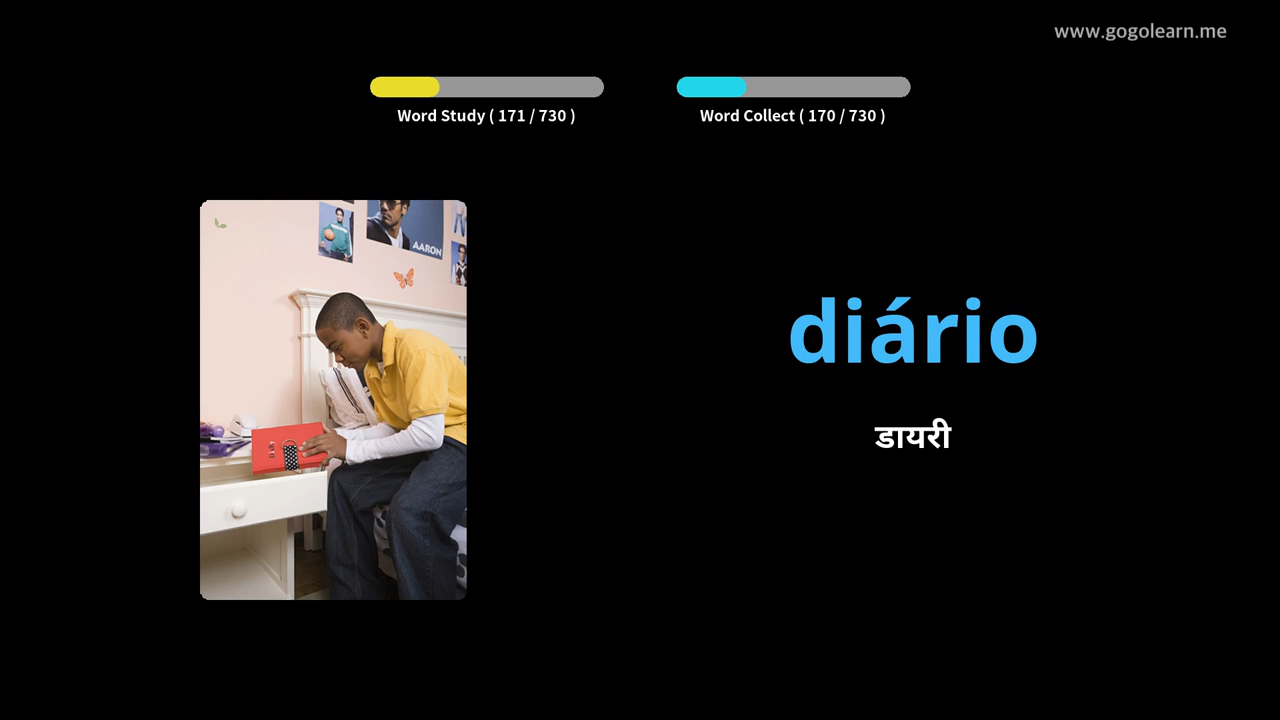 www.gogolearn.me
Word Study ( 171 / 730 )
Word Collect ( 170 / 730 )
AARON
diário
डायरी